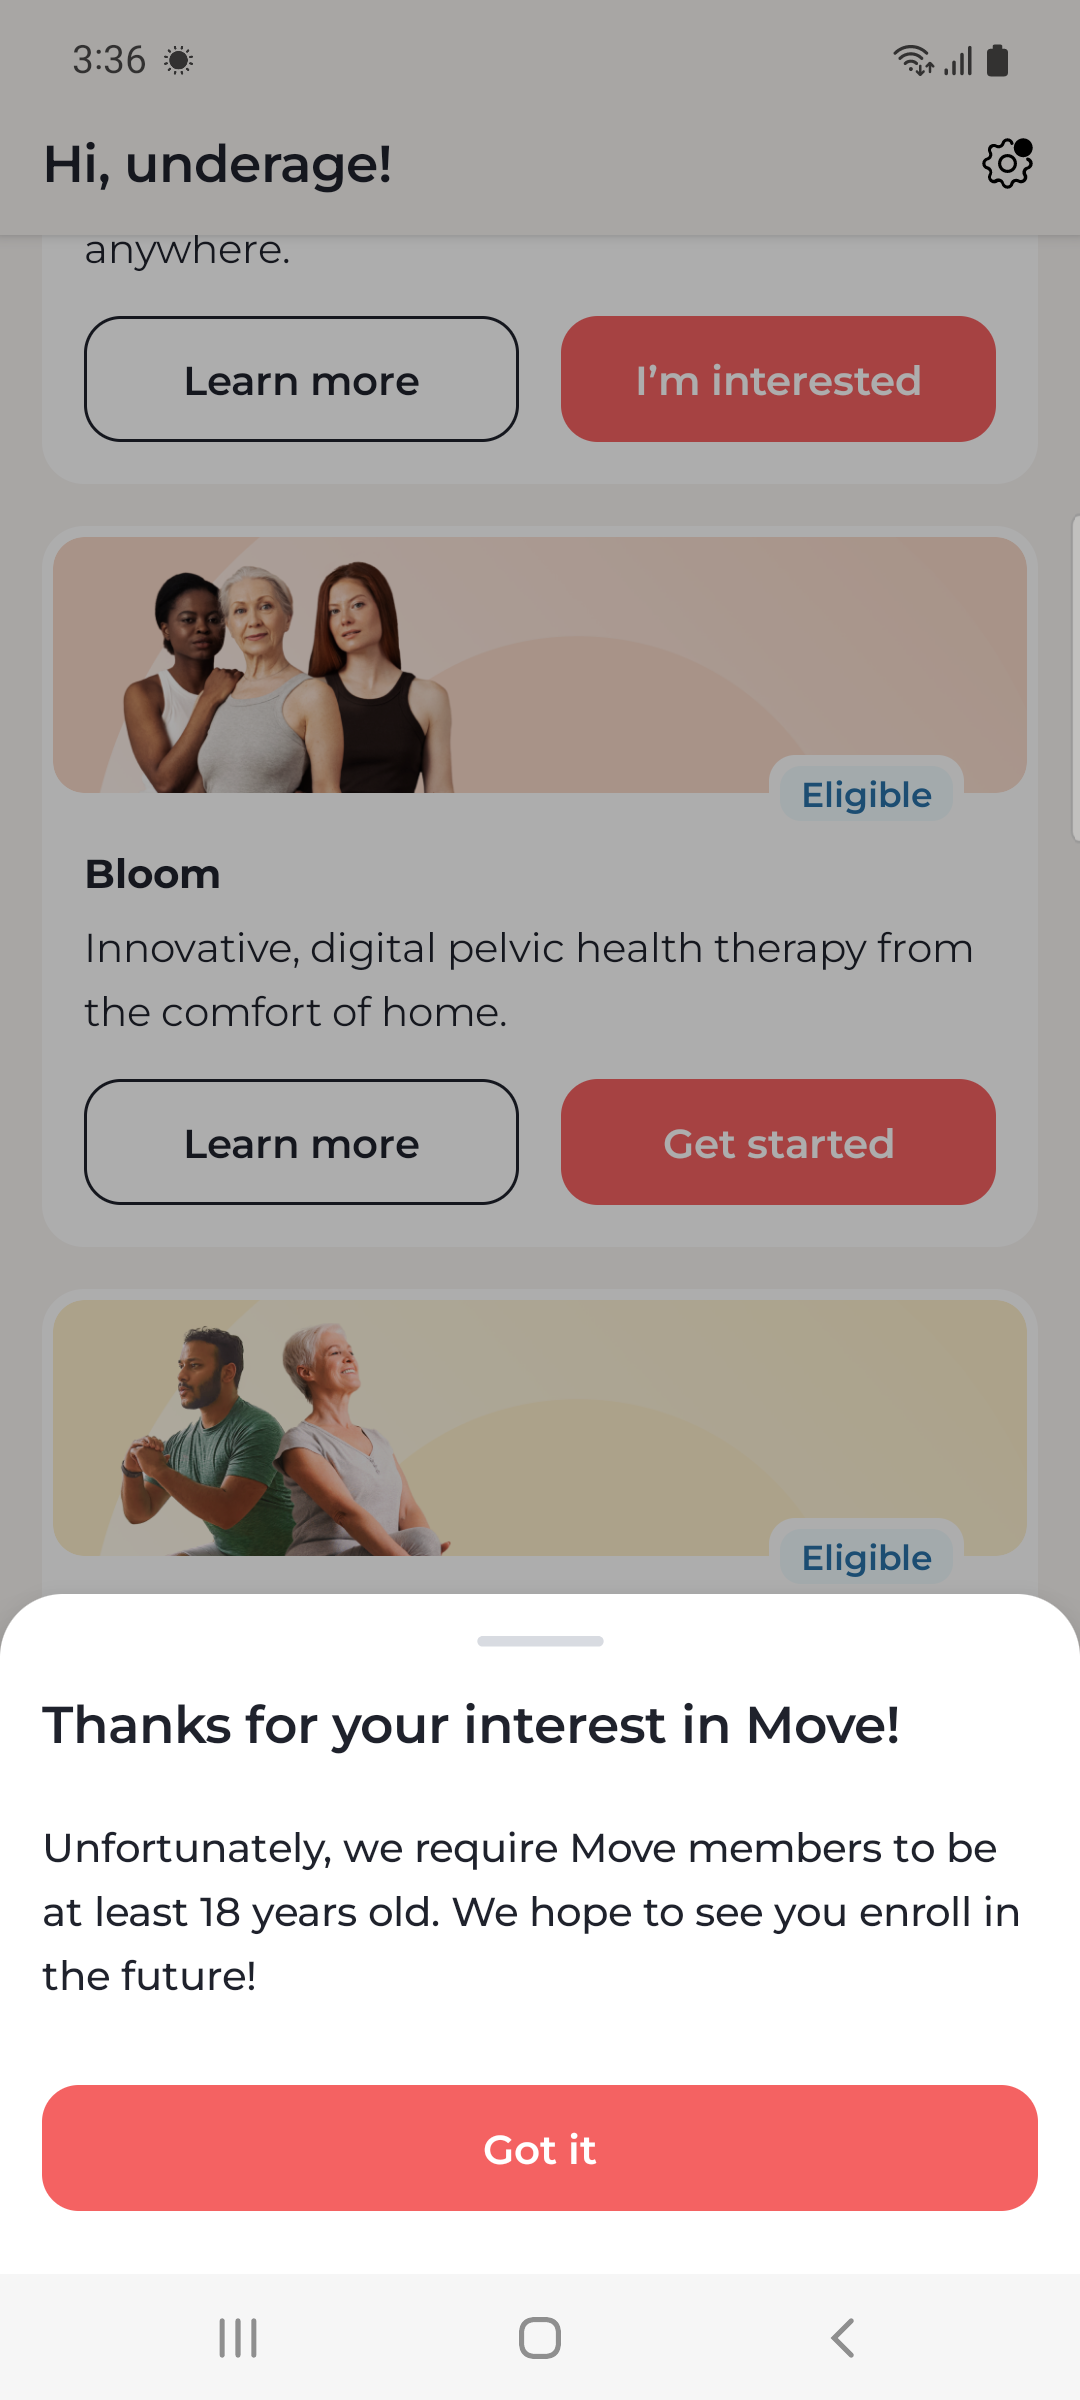 3:36
Hi, underage!
anywhere.
Learn more
I'm interested
Eligible
Bloom
Innovative, digital pelvic health therapy from
the comfort of home.
Learn more
Get started
Eligible
Thanks for your interest in Move!
Unfortunately, we require Move members to be
at least 18 years old. We hope to see you enroll in
the future!
Got it